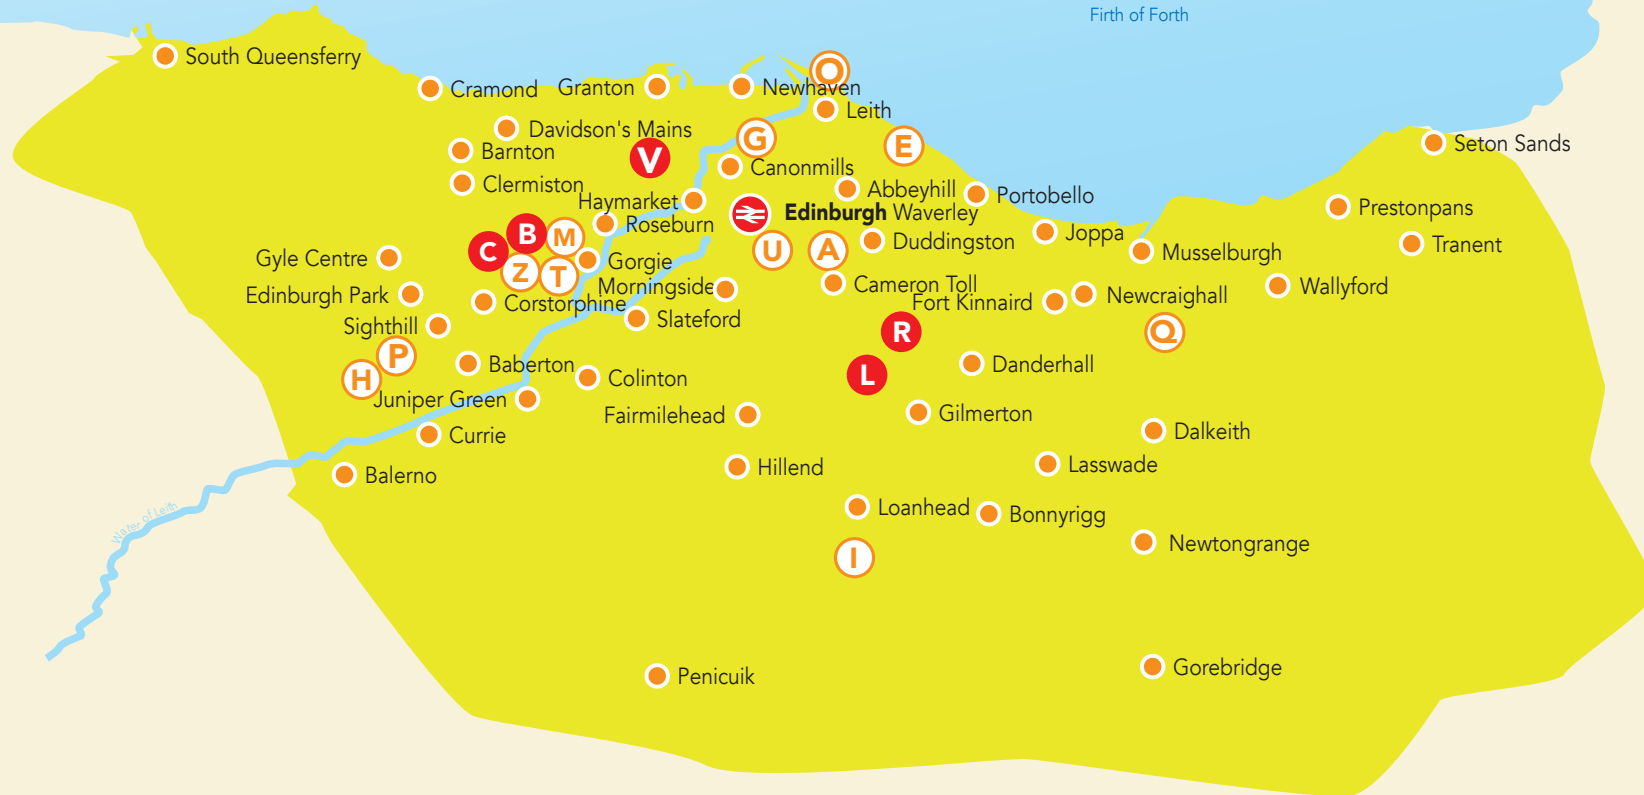 Firth of Forth
South Queensferry
Cramond
Granton
Newhaven
O
Leith
Davidson's Mains
Barnton
V
G
E
Seton Sands
Canonmills
Clermiston
Abbeyhill
Portobello
Haymarket
Edinburgh Waverley
Prestonpans
Roseburn
B
M
C
U
A
Duddingston
Joppa
Musselburgh
Tranent
Gyle Centre
Z
T
Gorgie
Edinburgh Park
Corstorphine
Morningside
Cameron Toll
Fort Kinnaird
Newcraighall
Wallyford
Sighthill
Slateford
R
Q
P
H
Baberton
Colinton
L
Danderhall
Juniper Green
Fairmilehead
Gilmerton
Currie
Dalkeith
Balerno
Hillend
Lasswade
Water of Leith
Loanhead
Bonnyrigg
I
Newtongrange
Penicuik
Gorebridge